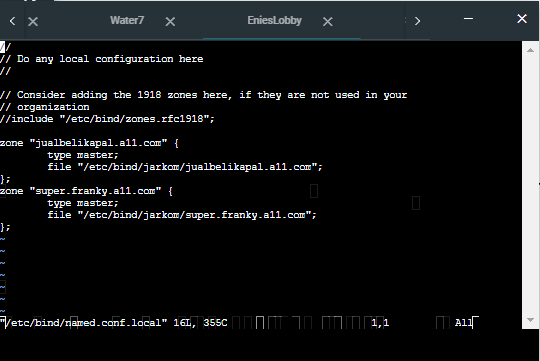 Water7
EniesLobby
//
// Do any local configuration here
//
// Consider adding the 1918 zones here, if they are not used in your
// organization
//include "/etc/bind/zones.rfc1918";
zone "jualbelikapal.a11.com" {
type master;
file "/etc/bind/jarkom/jualbelikapal.a11.com";
};
zone "super.franky.a11.com" {
type master;
file "/etc/bind/jarkom/super.franky.a11.com";
};
~
~
~
~
~
~
~
"/etc/bind/named.conf.local" 16L, 355C 1,1 All